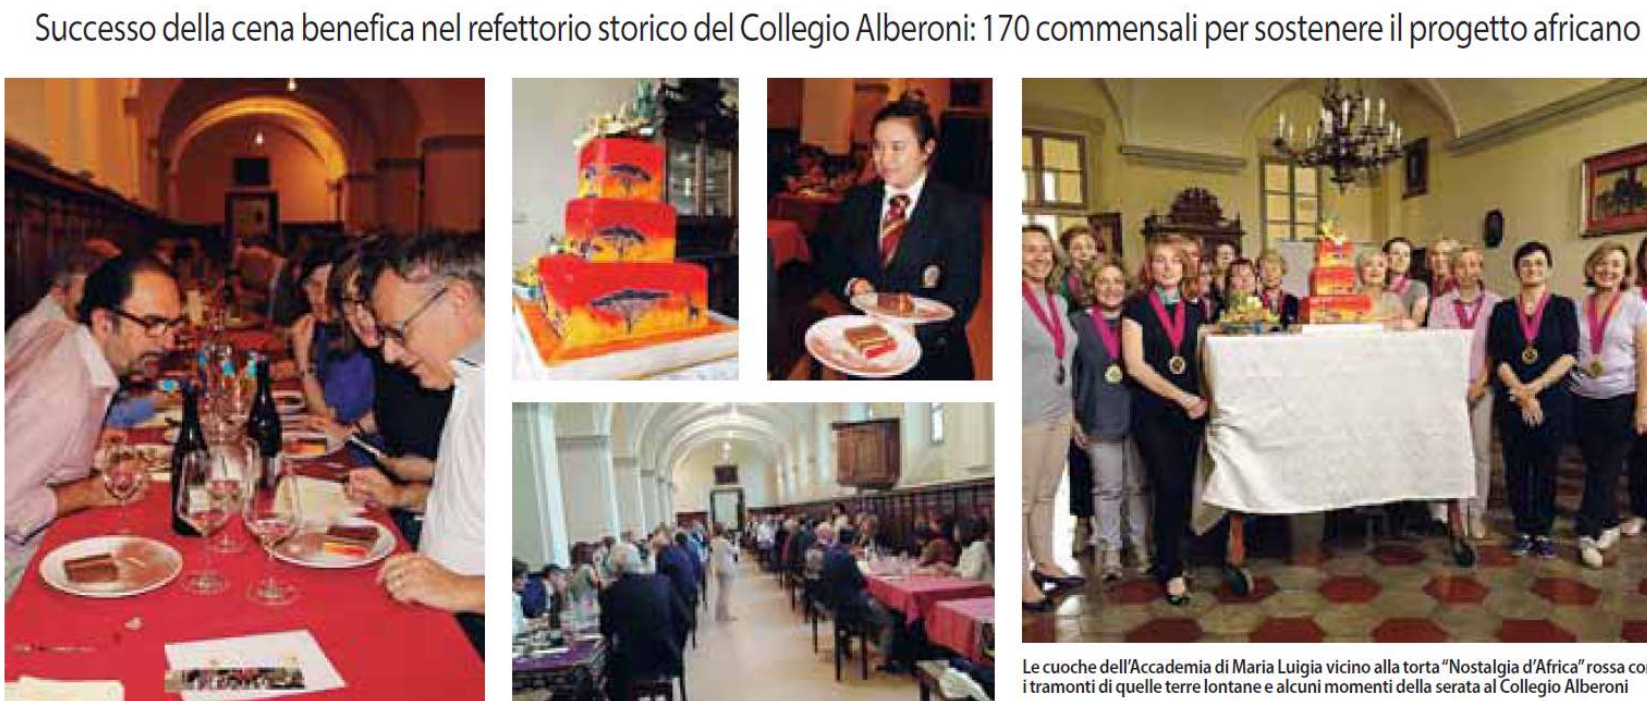 Successo della cena benefica nel refettorio storico del Collegio Alberoni: 170 commensali per sostenere il progetto africano
Le cuoche dell'Accademia di Maria Luigia vicino alla torta "Nostalgia d'Africa" rossa co
i tramonti di quelle terre lontane e alcuni momenti della serata al Collegio Alberoni